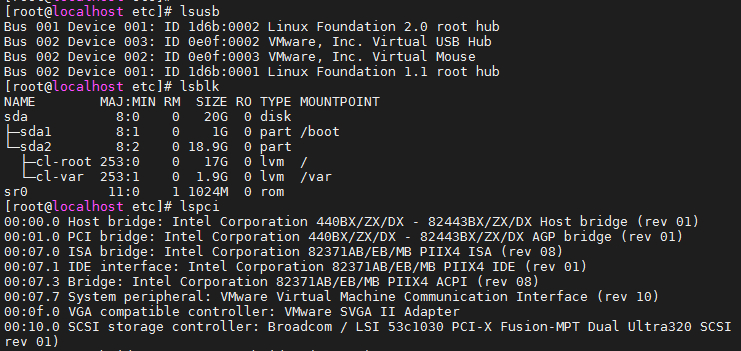 [root@localhost etc]# lsusb
Bus 001 Device 001: ID 1d6b:0002 Linux Foundation 2.0 root hub
Bus 002 Device 003: ID 0e0f:0002 VMware, Inc. Virtual USB Hub
Bus 002 Device 002: ID 0e0f:0003 VMware, Inc. Virtual Mouse
Bus 002 Device 001: ID 1d6b:0001 Linux Foundation 1.1 root hub
[root@localhost etc]# lsblk
NAME        MAJ:MIN RM  SIZE RO TYPE MOUNTPOINT
sda           8:0    0   20G  0 disk
├─sda1        8:1    0    1G  0 part /boot
└─sda2        8:2    0 18.9G  0 part
  ├─cl-root 253:0    0   17G  0 lvm  /
  └─cl-var  253:1    0  1.9G  0 lvm  /var
sr0          11:0    1 1024M  0 rom
[root@localhost etc]# lspci
00:00.0 Host bridge: Intel Corporation 440BX/ZX/DX - 82443BX/ZX/DX Host bridge (rev 01)
00:01.0 PCI bridge: Intel Corporation 440BX/ZX/DX - 82443BX/ZX/DX AGP bridge (rev 01)
00:07.0 ISA bridge: Intel Corporation 82371AB/EB/MB PIIX4 ISA (rev 08)
00:07.1 IDE interface: Intel Corporation 82371AB/EB/MB PIIX4 IDE (rev 01)
00:07.3 Bridge: Intel Corporation 82371AB/EB/MB PIIX4 ACPI (rev 08)
00:07.7 System peripheral: VMware Virtual Machine Communication Interface (rev 10)
00:0f.0 VGA compatible controller: VMware SVGA II Adapter
00:10.0 SCSI storage controller: Broadcom / LSI 53c1030 PCI-X Fusion-MPT Dual Ultra320 SCSI
rev 01)